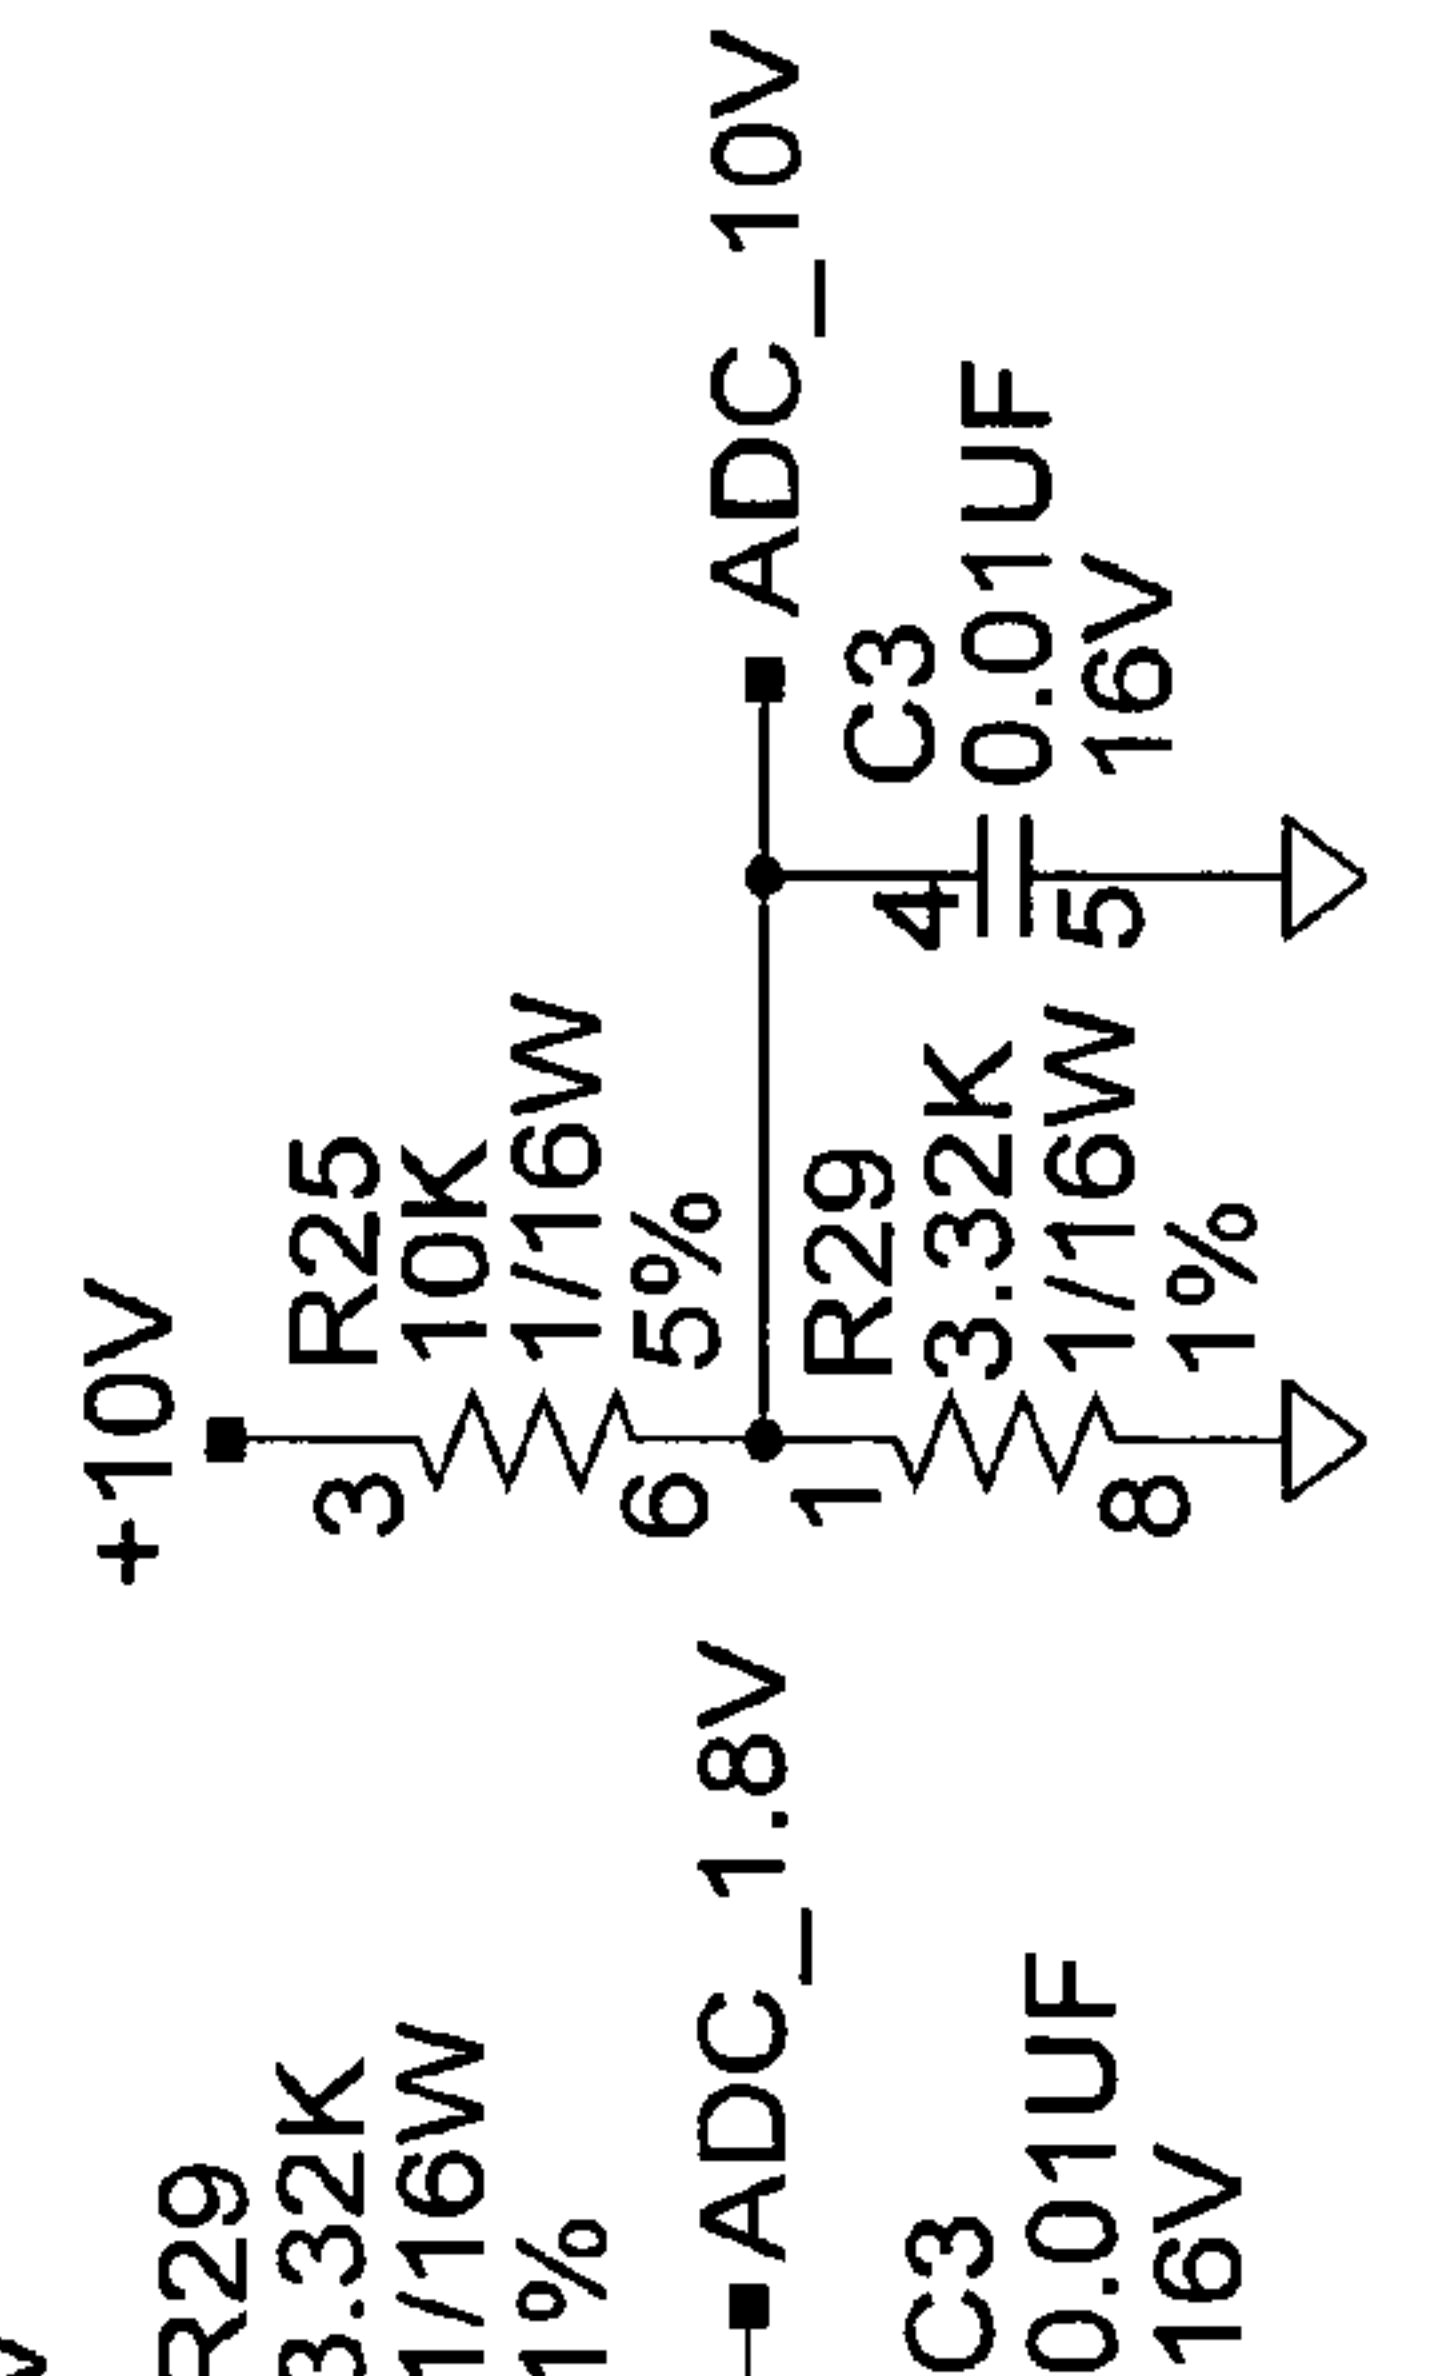 +10V
R25
10K
1/16W
5%
3
6
ADC_10V
1
R29
3.32K
1/16W
1%
8
C3
0.01UF
16V
4
5
R29
3.32K
1/16W
1%
ADC_1.8V
C3
0.01UF
16V